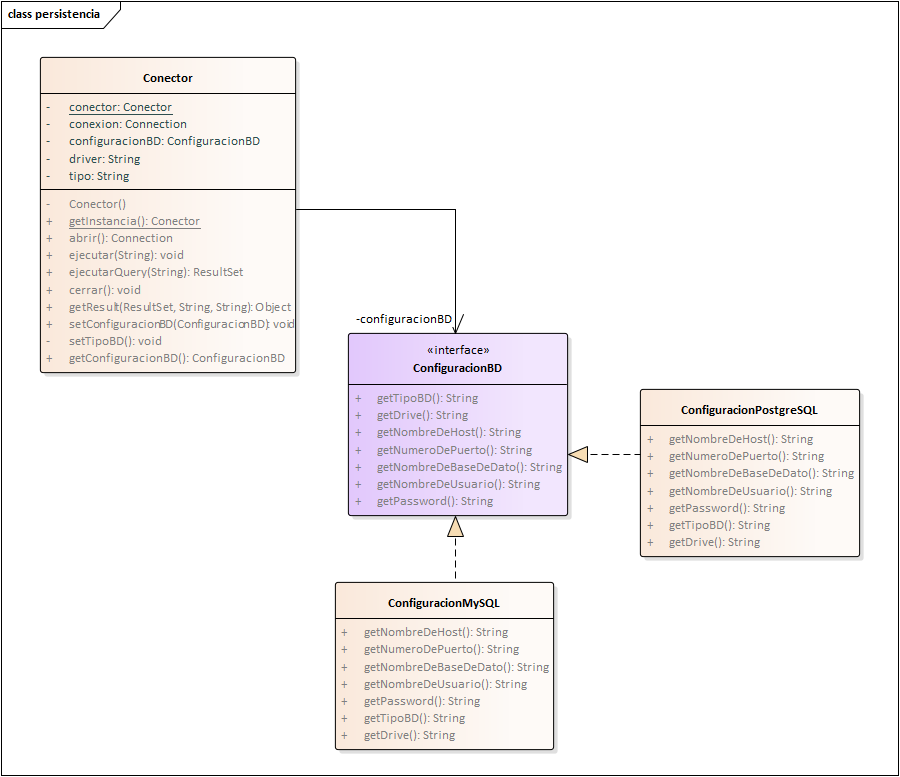 class persistencia
Conector
- conector: Conector
- conexion: Connection
- configuracionBD: ConfiguracionBD
- driver: String
- tipo: String
- Conector()
+ getInstancia(): Conector
+ abrir(): Connection
+ ejecutar(String): void
+ ejecutarQuery(String): ResultSet
+ cerrar(): void
+ getResult(ResultSet, String, String): Object
+ setConfiguracionBD(ConfiguracionBD): void
- setTipoBD(): void
+ getConfiguracionBD(): ConfiguracionBD
-configuracionBD
«interface»
ConfiguracionBD
+ getTipoBD(): String
+ getDrive(): String
+ getNombreDeHost(): String
+ getNumeroDePuerto(): String
+ getNombreDeBaseDeDato(): String
+ getNombreDeUsuario(): String
+ getPassword(): String
ConfiguracionPostgreSQL
+ getNombreDeHost(): String
+ getNumeroDePuerto(): String
+ getNombreDeBaseDeDato(): String
+ getNombreDeUsuario(): String
+ getPassword(): String
+ getTipoBD(): String
+ getDrive(): String
ConfiguracionMySQL
+ getNombreDeHost(): String
+ getNumeroDePuerto(): String
+ getNombreDeBaseDeDato(): String
+ getNombreDeUsuario(): String
+ getPassword(): String
+ getTipoBD(): String
+ getDrive(): String